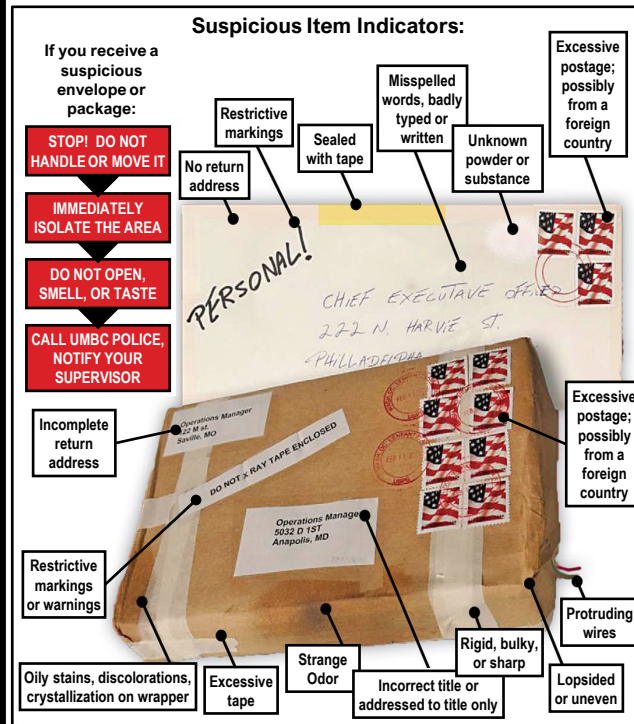 Suspicious Item Indicators:
If you receive a
suspicious
envelope or
package:
STOP! DO NOT
HANDLE OR MOVE IT
IMMEDIATELY
ISOLATE THE AREA
DO NOT OPEN,
SMELL, OR TASTE
CALL UMBC POLICE,
NOTIFY YOUR
SUPERVISOR
No return
address
Restrictive
markings
Sealed
with tape
Misspelled
words, badly
typed or
written
Unknown
powder or
substance
Excessive
postage;
possibly
from a
foreign
country
PERSONAL!
CHIEF EXECUTAVE OFFICER
222 N. HARVIE ST.
PHILLADELPHA
Incomplete
return
address
Operations Manager
22 M st.
Saville, MO
DO NOT x RAY TAPE ENCLOSED
Operations Manager
5032 D 1ST
Anapolis, MD
Excessive
postage;
possibly
from a
foreign
country
Restrictive
markings
or warnings
Oily stains, discolorations,
crystallization on wrapper
Excessive
tape
Strange
Odor
Incorrect title or
addressed to title only
Rigid, bulky,
or sharp
Protruding
wires
Lopsided
or uneven